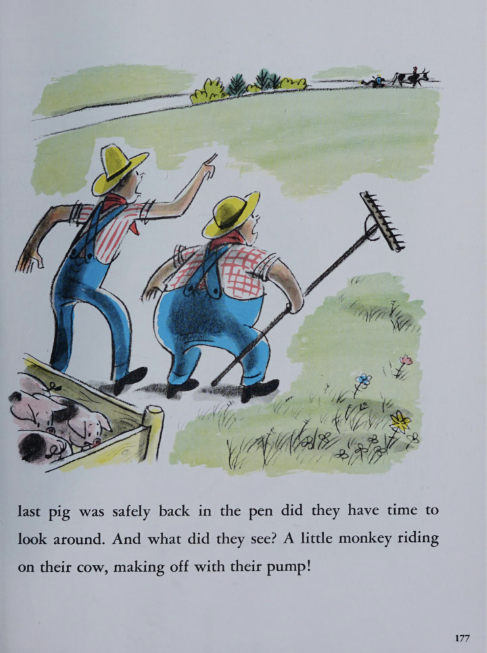 last pig was safely back in the pen did they have time to
look around. And what did they see? A little monkey riding
on their cow, making off with their pump!
177